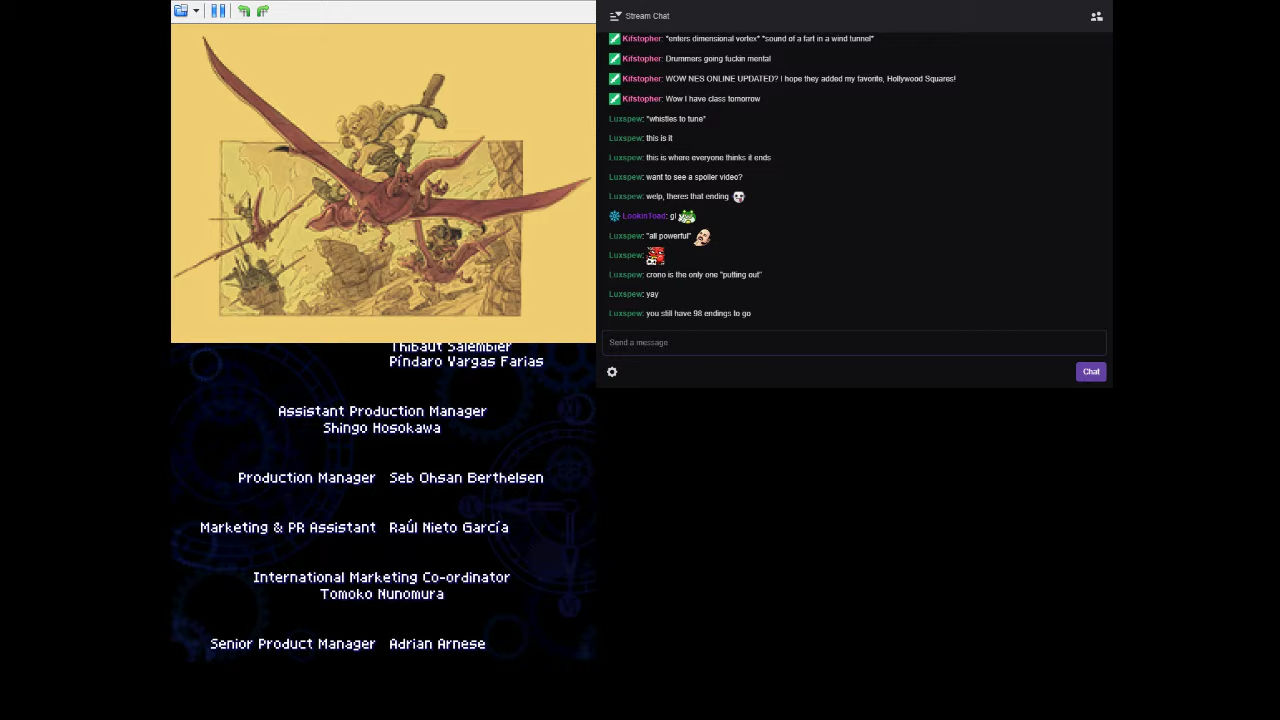 Thibaut Salembier
Píndaro Vargas Farias
Assistant Production Manager
Shingo Hosokawa
Production Manager Seb Ohsan Berthelsen
Marketing & PR Assistant Raúl Nieto García
International Marketing Co-ordinator
Tomoko Nunomura
Senior Product Manager Adrian Arnese
Stream Chat
Kifstopher: "enters dimensional vortex" "sound of a fart in a wind tunnel"
Kifstopher: Drummers going fuckin mental
Kifstopher: WOW NES ONLINE UPDATED? I hope they added my favorite, Hollywood Squares!
Kifstopher: Wow I have class tomorrow
Luxspew: "whistles to tune"
Luxspew: this is it
Luxspew: this is where everyone thinks it ends
Luxspew: want to see a spoiler video?
Luxspew: welp, theres that ending
LookinToad: gl
Luxspew: "all powerful"
Luxspew:
Luxspew: crono is the only one "putting out"
Luxspew: yay
Luxspew: you still have 98 endings to go
Send a message
Chat